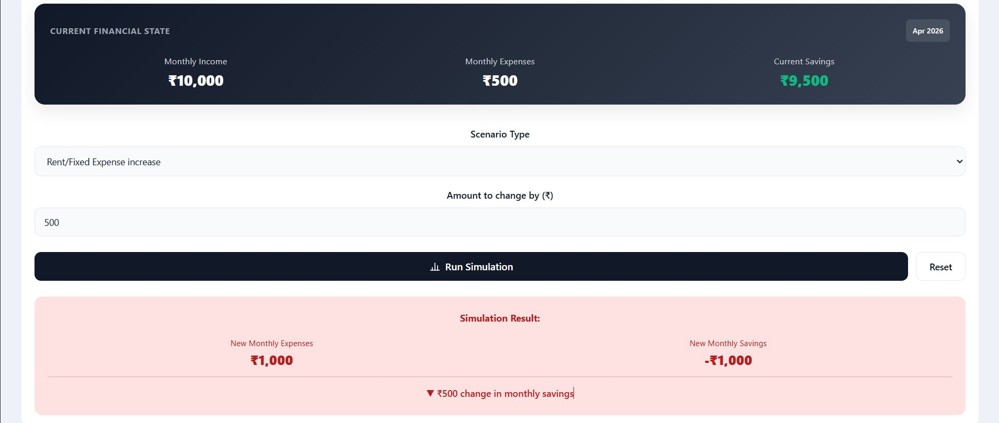 CURRENT FINANCIAL STATE
Apr 2026
Monthly Income
₹10,000
Monthly Expenses
₹500
Current Savings
₹9,500
Scenario Type
Rent/Fixed Expense increase
Amount to change by (₹)
500
Run Simulation
Reset
Simulation Result:
New Monthly Expenses
₹1,000
New Monthly Savings
-₹1,000
▼ ₹500 change in monthly savings